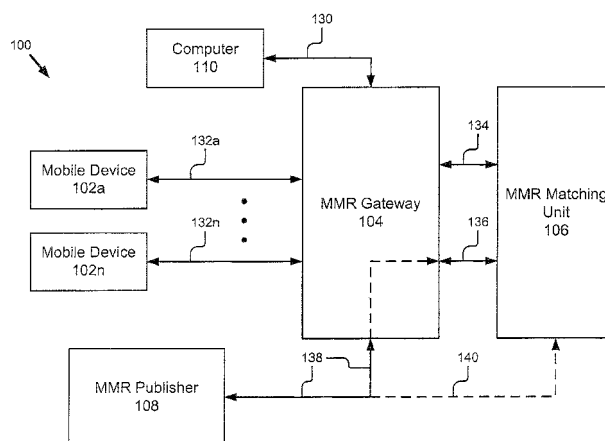 130
100
Computer
110
132a
Mobile Device
102a
132n
Mobile Device
102n
MMR Gateway
104
134
136
MMR Matching
Unit
106
138
140
MMR Publisher
108